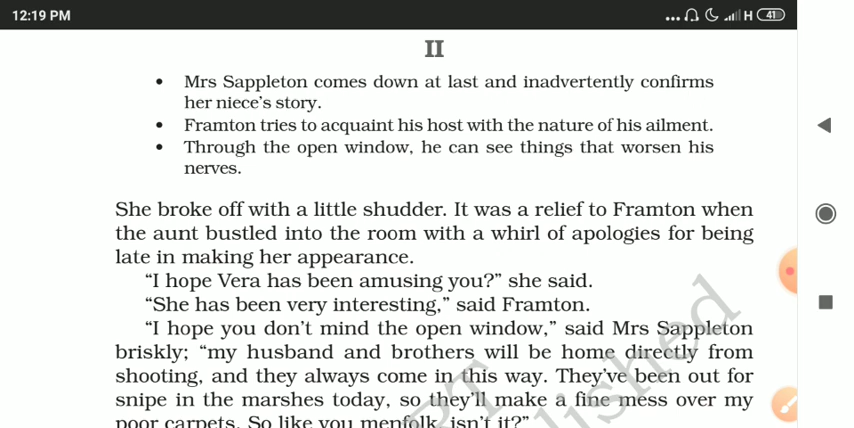 12:19 PM
... H 41
II
• Mrs Sappleton comes down at last and inadvertently confirms
her niece's story.
• Framton tries to acquaint his host with the nature of his ailment.
• Through the open window, he can see things that worsen his
nerves.
She broke off with a little shudder. It was a relief to Framton when
the aunt bustled into the room with a whirl of apologies for being
late in making her appearance.
“I hope Vera has been amusing you?” she said.
“She has been very interesting,” said Framton.
“I hope you don't mind the open window,” said Mrs Sappleton
briskly; “my husband and brothers will be home directly from
shooting, and they always come in this way. They've been out for
snipe in the marshes today, so they'll make a fine mess over my
poor carpets. So like you menfolk, isn't it?”